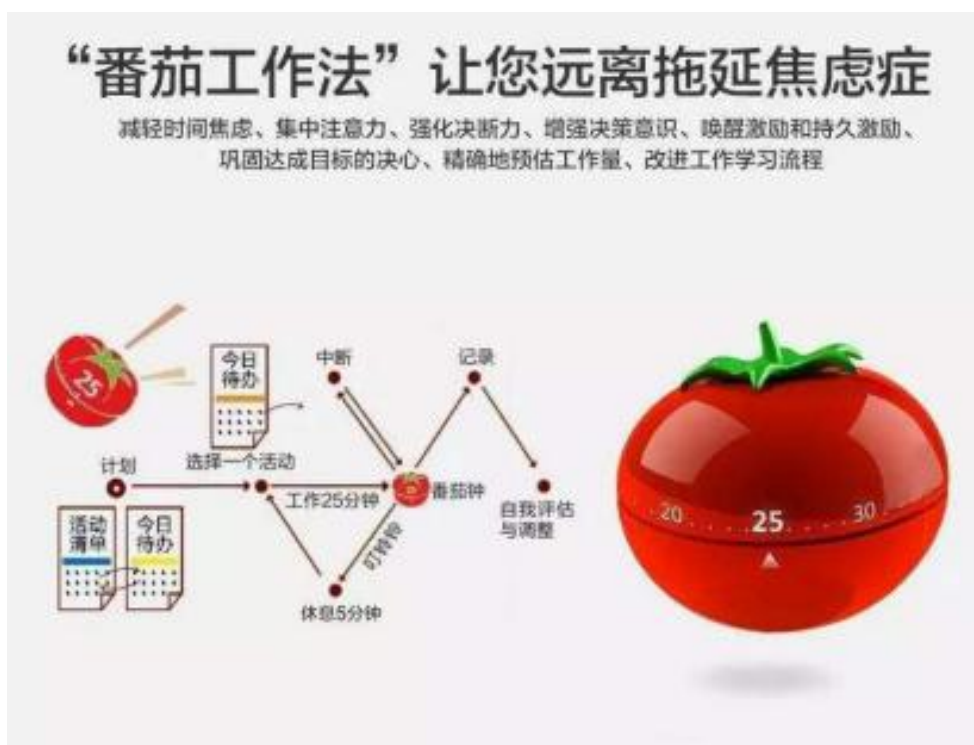 “番茄工作法”让您远离拖延焦虑症
减轻时间焦虑、集中注意力、强化决断力、增强决策意识、唤醒激励和持久激励、
巩固达成目标的决心、精确地预估工作量、改进工作学习流程
25
今日
待办
中断
记录
计划
选择一个活动
工作25分钟
番茄钟
自我评估
与调整
活动
清单
今日
待办
叮铃铃
休息5分钟
20
25
30